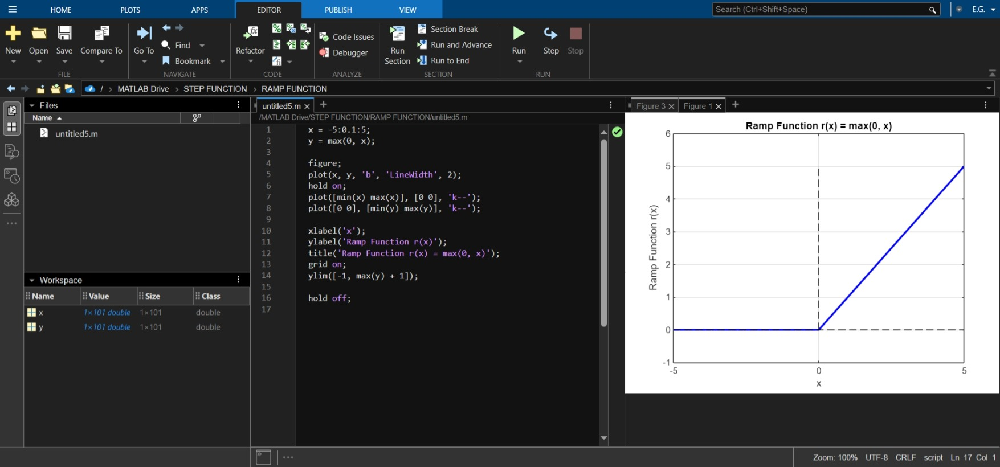 HOME PLOTS APPS EDITOR PUBLISH VIEW Search (Ctrl+Shift+Space) E.G.
New Open Save Compare To
FILE
Go To Find Bookmark
NAVIGATE
Refactor
CODE
Code Issues
Debugger
ANALYZE
Run Section
Section Break
Run and Advance
Run to End
SECTION
Run Step Stop
RUN
/ › MATLAB Drive › STEP FUNCTION › RAMP FUNCTION
Files
Name
untitled5.m
Workspace
Name Value Size Class
x 1×101 double 1×101 double
y 1×101 double 1×101 double
untitled5.m
/MATLAB Drive/STEP FUNCTION/RAMP FUNCTION/untitled5.m
1 x = -5:0.1:5;
2 y = max(0, x);
3
4 figure;
5 plot(x, y, 'b', 'LineWidth', 2);
6 hold on;
7 plot([min(x) max(x)], [0 0], 'k--');
8 plot([0 0], [min(y) max(y)], 'k--');
9
10 xlabel('x');
11 ylabel('Ramp Function r(x)');
12 title('Ramp Function r(x) = max(0, x)');
13 grid on;
14 ylim([-1, max(y) + 1]);
15
16 hold off;
17
Figure 3 Figure 1
Ramp Function r(x) = max(0, x)
Ramp Function r(x)
6
5
4
3
2
1
0
-1
-5 0 5
x
Zoom: 100% UTF-8 CRLF script Ln 17 Col 1